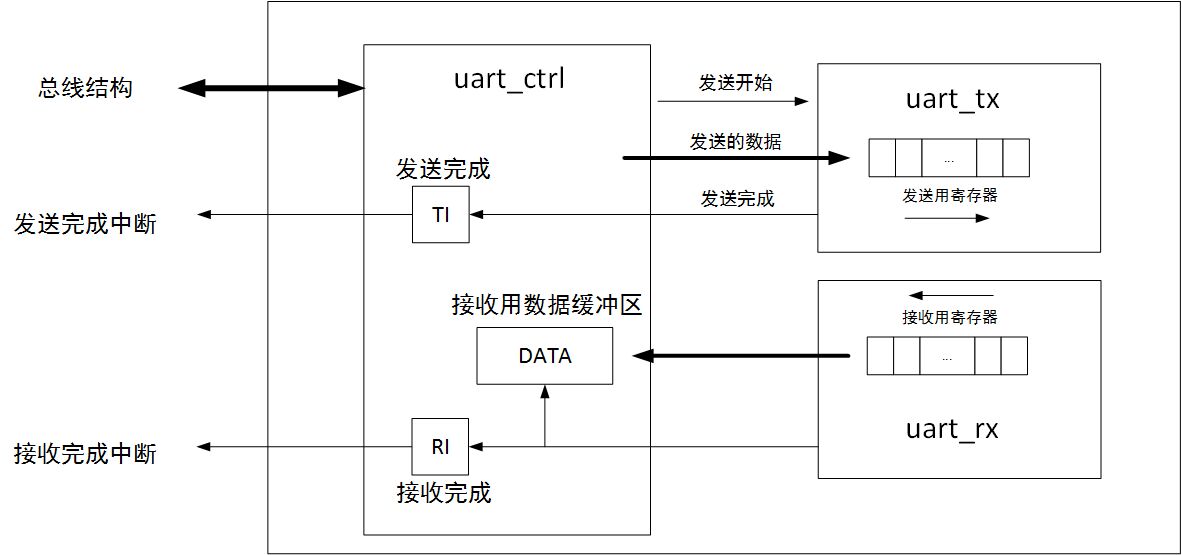 总线结构
uart_ctrl
发送开始
uart_tx
发送的数据
...
发送完成
发送用寄存器
发送完成
TI
发送完成中断
接收用数据缓冲区
接收用寄存器
DATA
...
uart_rx
RI
接收完成中断
接收完成